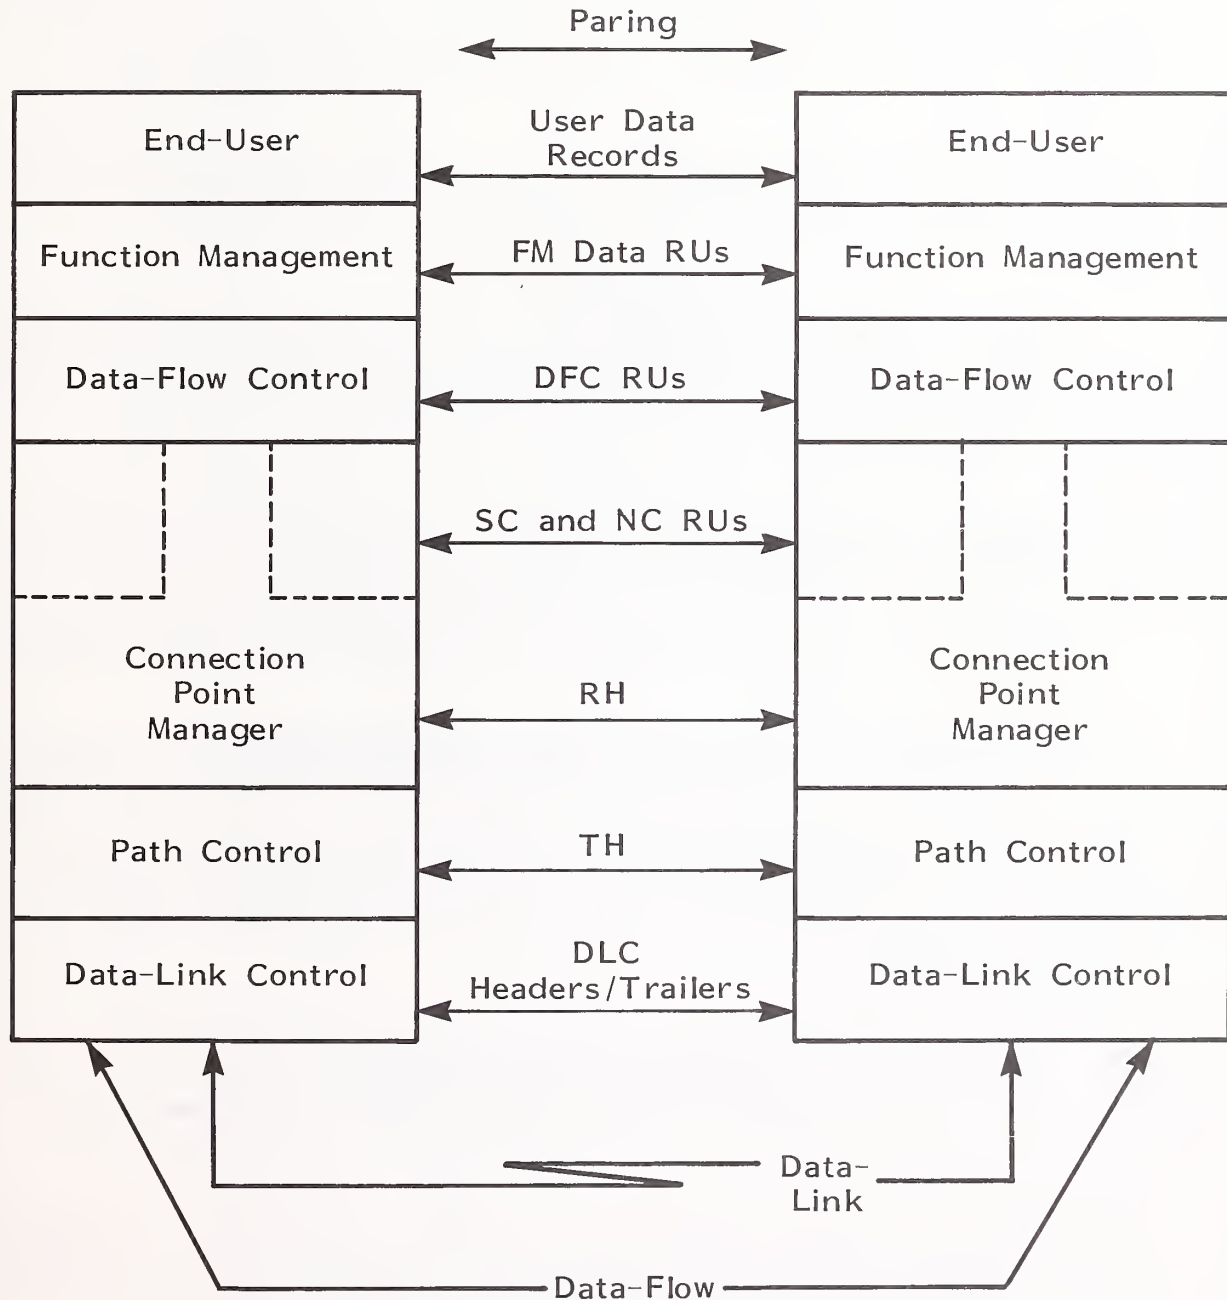 Paring
End-User
User Data
Records
End-User
Function Management
FM Data RUs
Function Management
Data-Flow Control
DFC RUs
Data-Flow Control
SC and NC RUs
Connection
Point
Manager
RH
Connection
Point
Manager
Path Control
TH
Path Control
Data-Link Control
DLC
Headers/Trailers
Data-Link Control
Data-
Link
Data-Flow